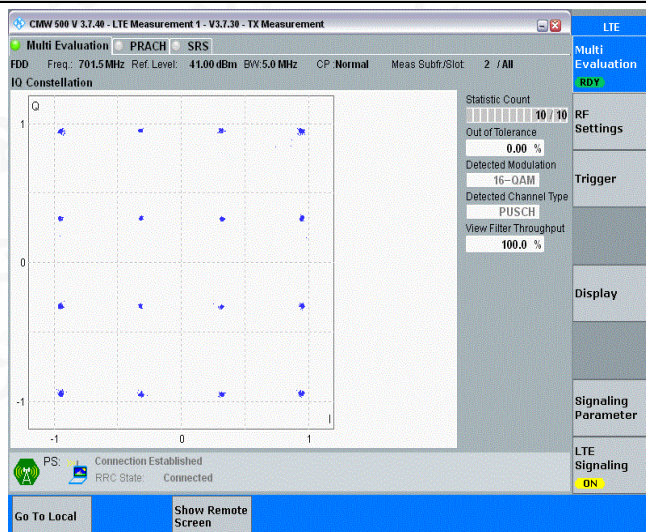 CMW 500 V 3.7.40 - LTE Measurement 1 - V3.7.30 - TX Measurement
LTE
Multi Evaluation PRACH SRS
Multi
Evaluation
RDY
FDD Freq.: 701.5 MHz Ref. Level: 41.00 dBm BW: 5.0 MHz CP : Normal Meas Subfr./Slot: 2 / All
IQ Constellation
Q
1
0
-1
I
-1 0 1
Statistic Count
10 / 10
Out of Tolerance
0.00 %
Detected Modulation
16-QAM
Detected Channel Type
PUSCH
View Filter Throughput
100.0 %
RF
Settings
Trigger
Display
Signaling
Parameter
LTE
Signaling
ON
PS: Connection Established
RRC State: Connected
Go To Local
Show Remote
Screen